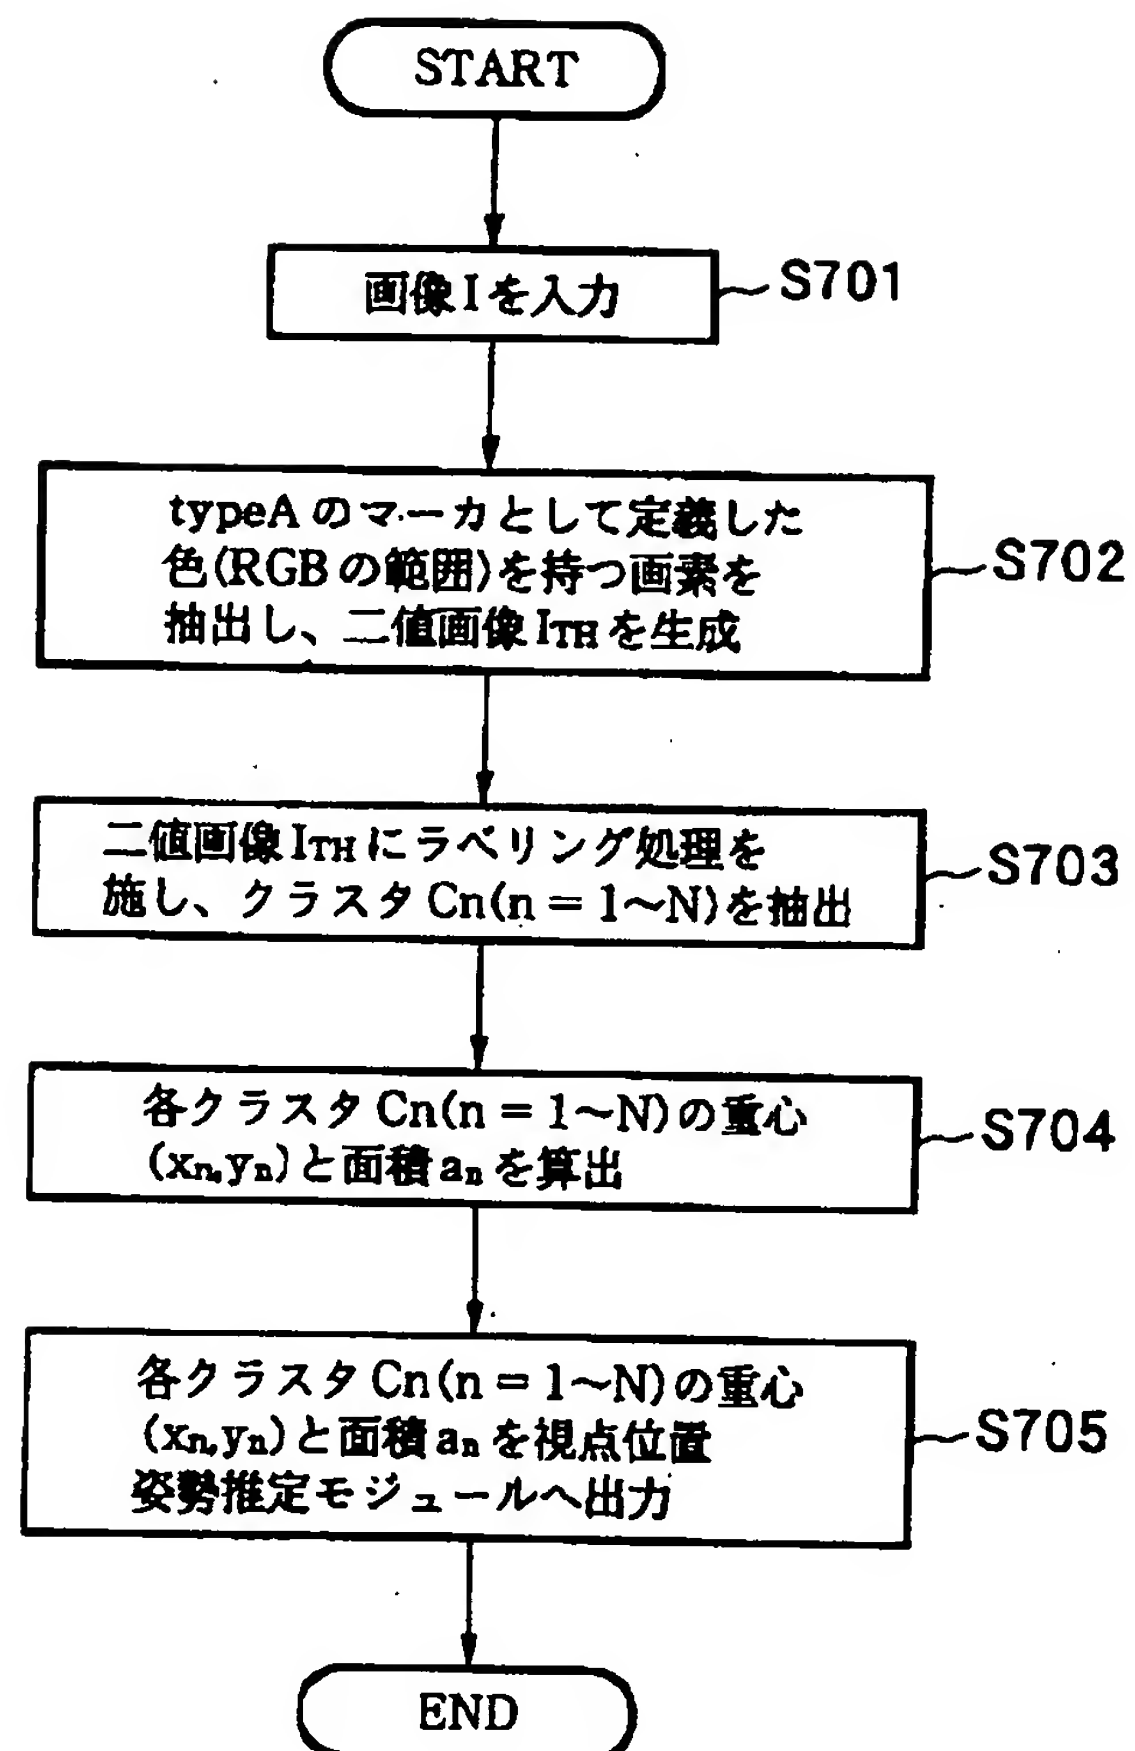 START
画像Iを入力
S701
typeAのマーカとして定義した
色(RGBの範囲)を持つ画素を
抽出し、二値画像ITHを生成
S702
二値画像ITHにラベリング処理を
施し、クラスタCn(n = 1~N)を抽出
S703
各クラスタCn(n = 1~N)の重心
(xn,yn)と面積anを算出
S704
各クラスタCn(n = 1~N)の重心
(xn,yn)と面積anを視点位置
姿勢推定モジュールへ出力
S705
END